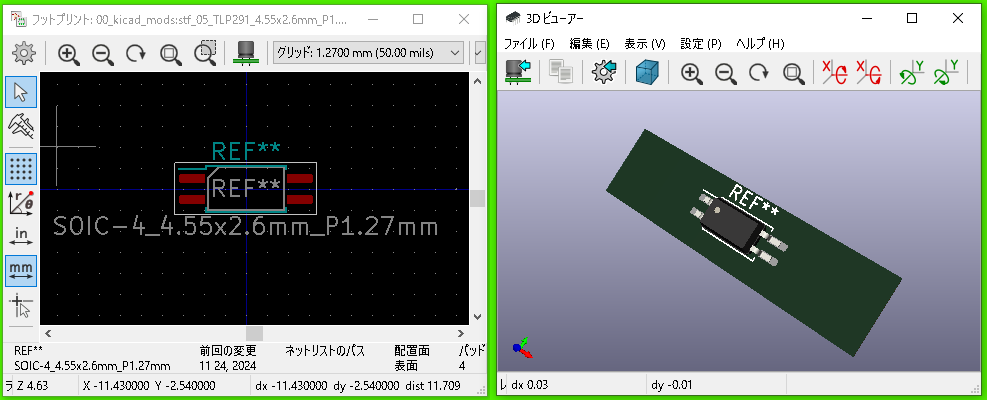 フットプリント: 00_kicad_mods:stf_05_TLP291_4.55x2.6mm_P1....
グリッド: 1.2700 mm (50.00 mils)
r θ
in
mm
REF**
REF**
SOIC-4_4.55x2.6mm_P1.27mm
REF** 前回の変更 ネットリストのパス 配置面 パッド
SOIC-4_4.55x2.6mm_P1.27mm 11 24, 2024 表面 4
ラ Z 4.63 X -11.430000 Y -2.540000 dx -11.430000 dy -2.540000 dist 11.709
3Dビューアー
ファイル (F) 編集 (E) 表示 (V) 設定 (P) ヘルプ (H)
X X Y Y
REF**
dx 0.03 dy -0.01